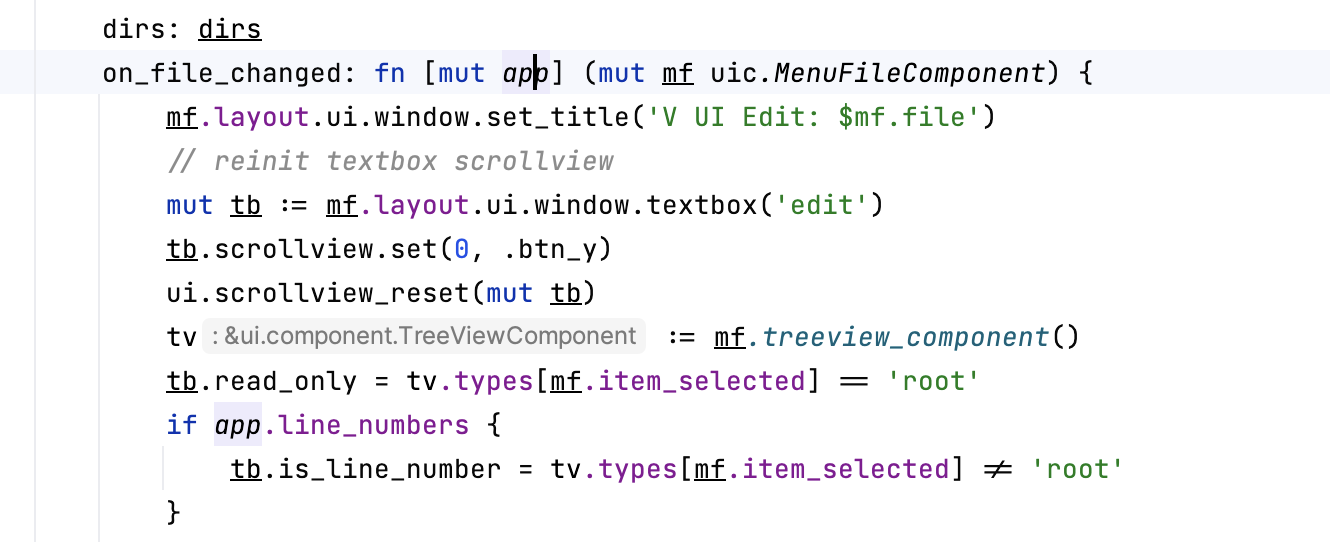 dirs: dirs
on_file_changed: fn [mut app] (mut mf uic.MenuFileComponent) {
mf.layout.ui.window.set_title('V UI Edit: $mf.file')
// reinit textbox scrollview
mut tb := mf.layout.ui.window.textbox('edit')
tb.scrollview.set(0, .btn_y)
ui.scrollview_reset(mut tb)
tv : &ui.component.TreeViewComponent := mf.treeview_component()
tb.read_only = tv.types[mf.item_selected] == 'root'
if app.line_numbers {
tb.is_line_number = tv.types[mf.item_selected] != 'root'
}